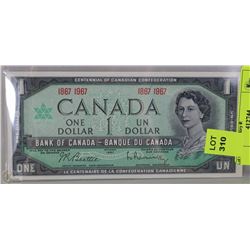 CENTENNIAL OF CANADIAN CONFEDERATION
1867 1967 1867 1967
CANADA
ONE DOLLAR 1 UN DOLLAR
BANK OF CANADA - BANQUE DU CANADA
ONE UN
LE CENTENAIRE DE LA CONFÉDÉRATION CANADIENNE
LOT
310